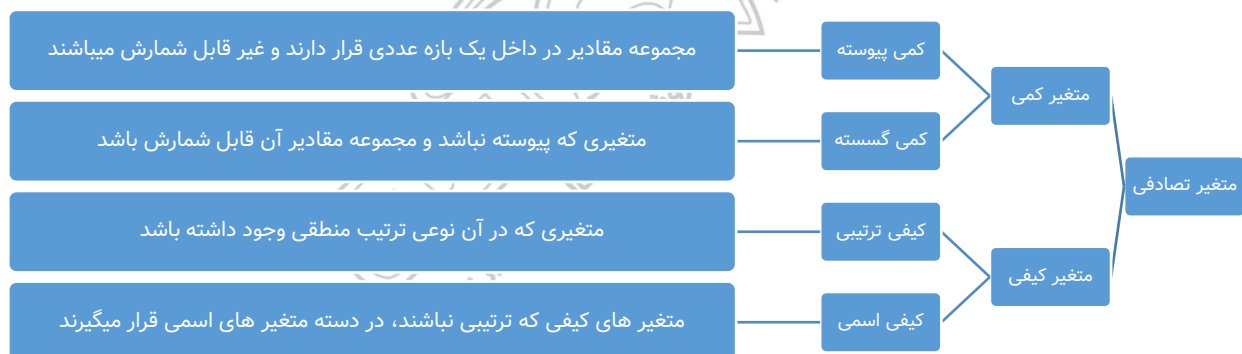 متغیر تصادفی
متغیر کمی
کمی پیوسته
مجموعه مقادیر در داخل یک بازه عددی قرار دارند و غیر قابل شمارش میباشند
کمی گسسته
متغیری که پیوسته نباشد و مجموعه مقادیر آن قابل شمارش باشد
متغیر کیفی
کیفی ترتیبی
متغیری که در آن نوعی ترتیب منطقی وجود داشته باشد
کیفی اسمی
متغیر های کیفی که ترتیبی نباشند، در دسته متغیر های اسمی قرار میگیرند